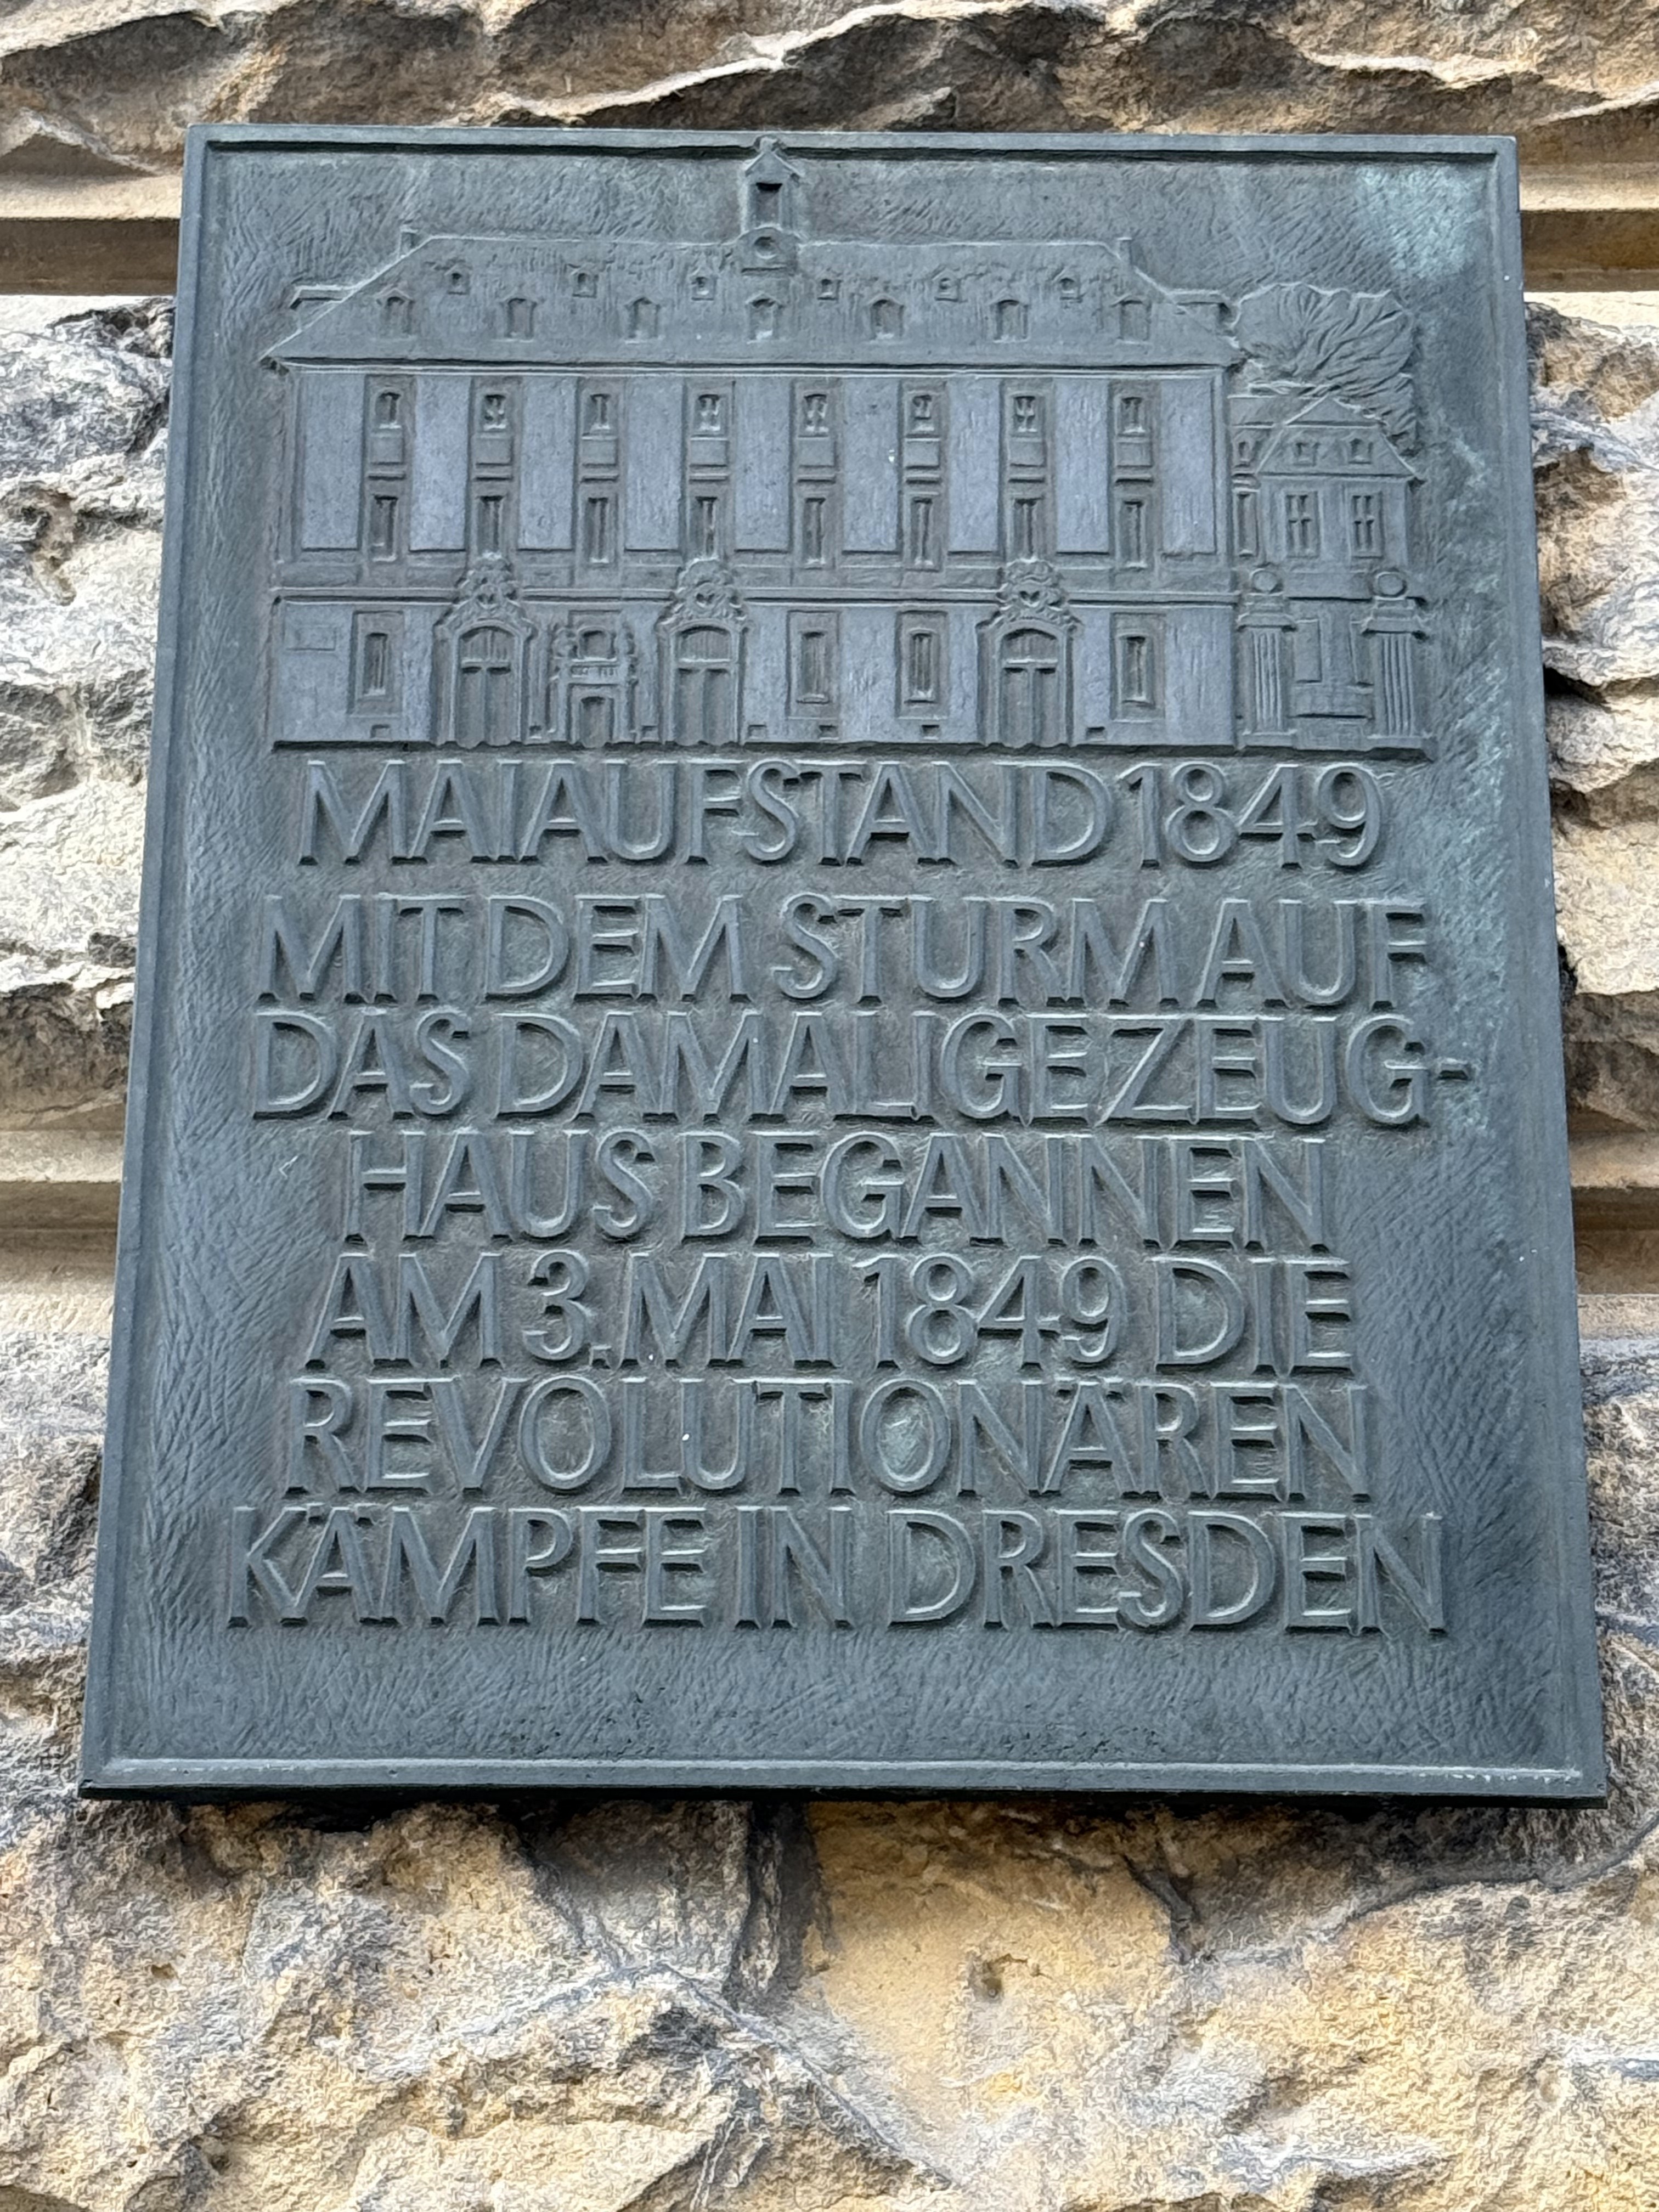 MAIAUFSTAND 1849
MIT DEM STURM AUF
DAS DAMALIGE ZEUG-
HAUS BEGANNEN
AM 3. MAI 1849 DIE
REVOLUTIONÄREN
KÄMPFE IN DRESDEN